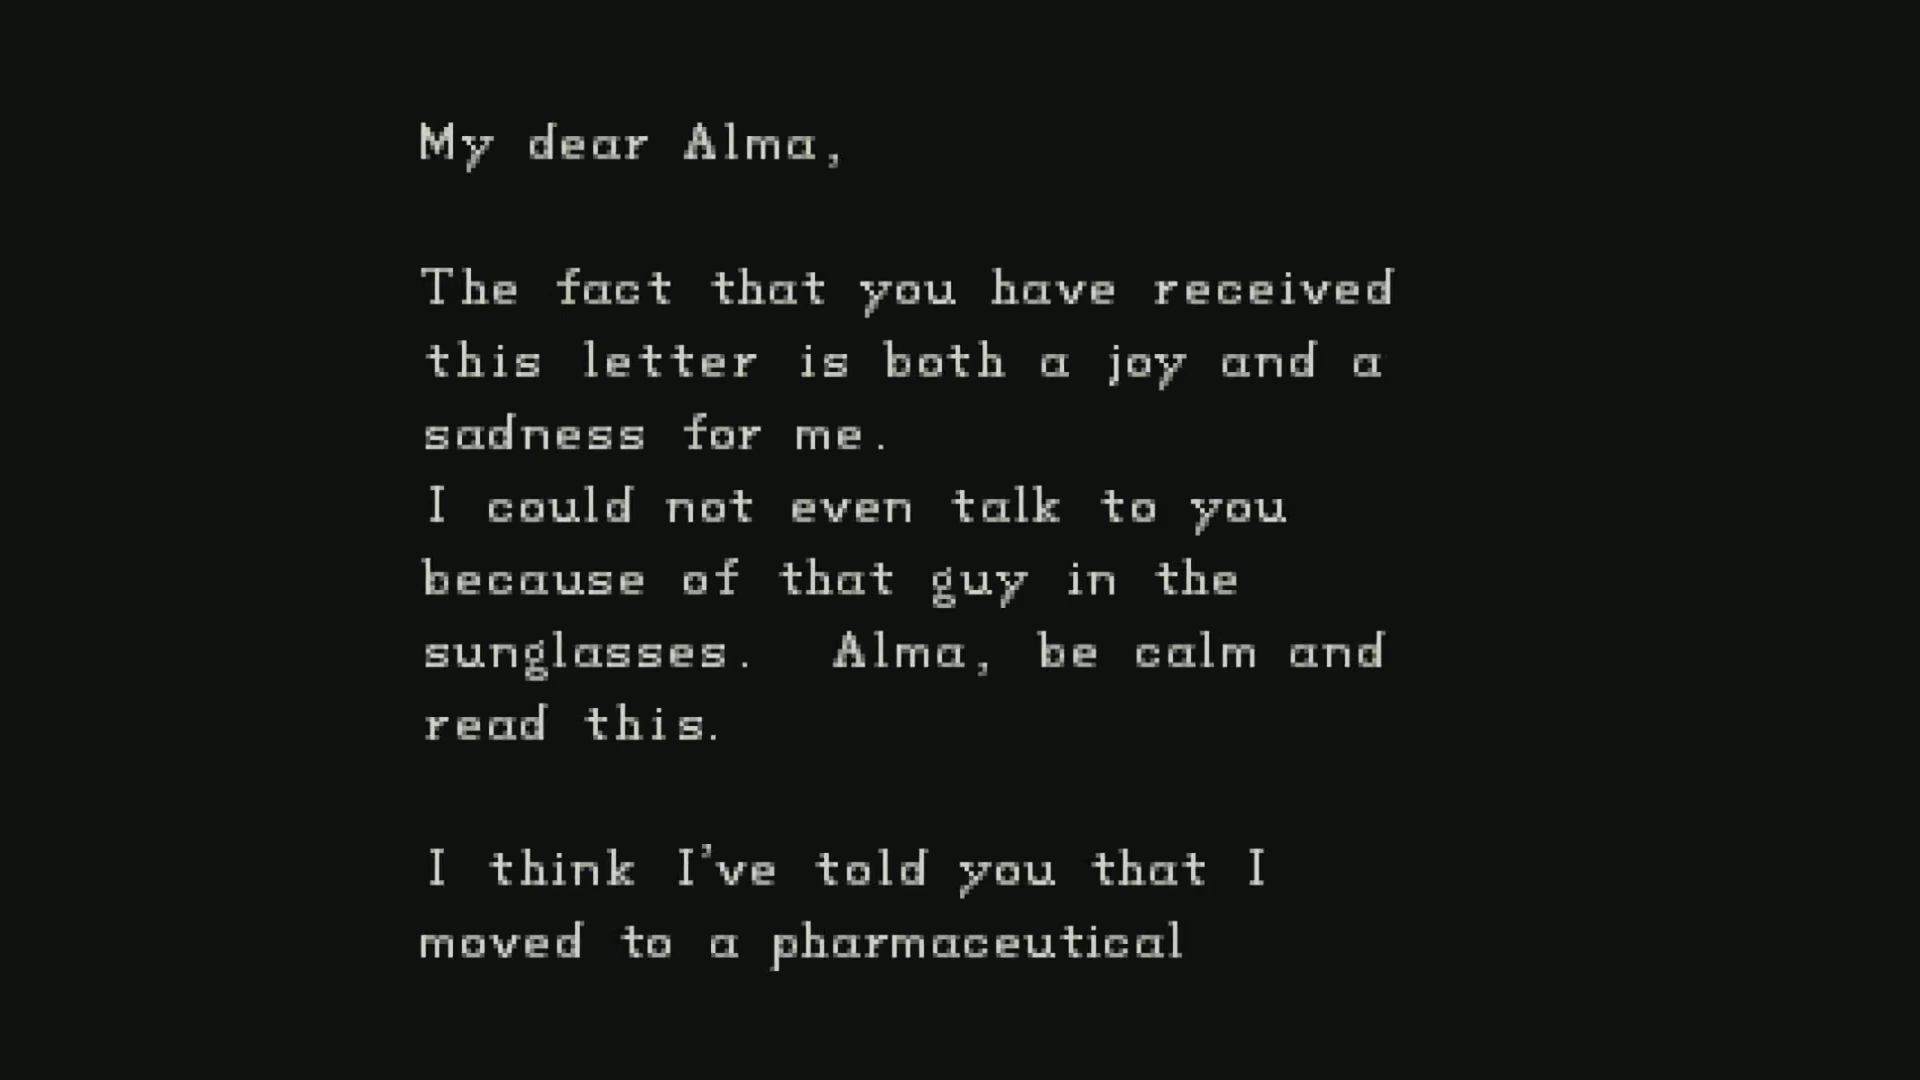 My dear Alma,
The fact that you have received
this letter is both a joy and a
sadness for me.
I could not even talk to you
because of that guy in the
sunglasses.  Alma, be calm and
read this.
I think I've told you that I
moved to a pharmaceutical